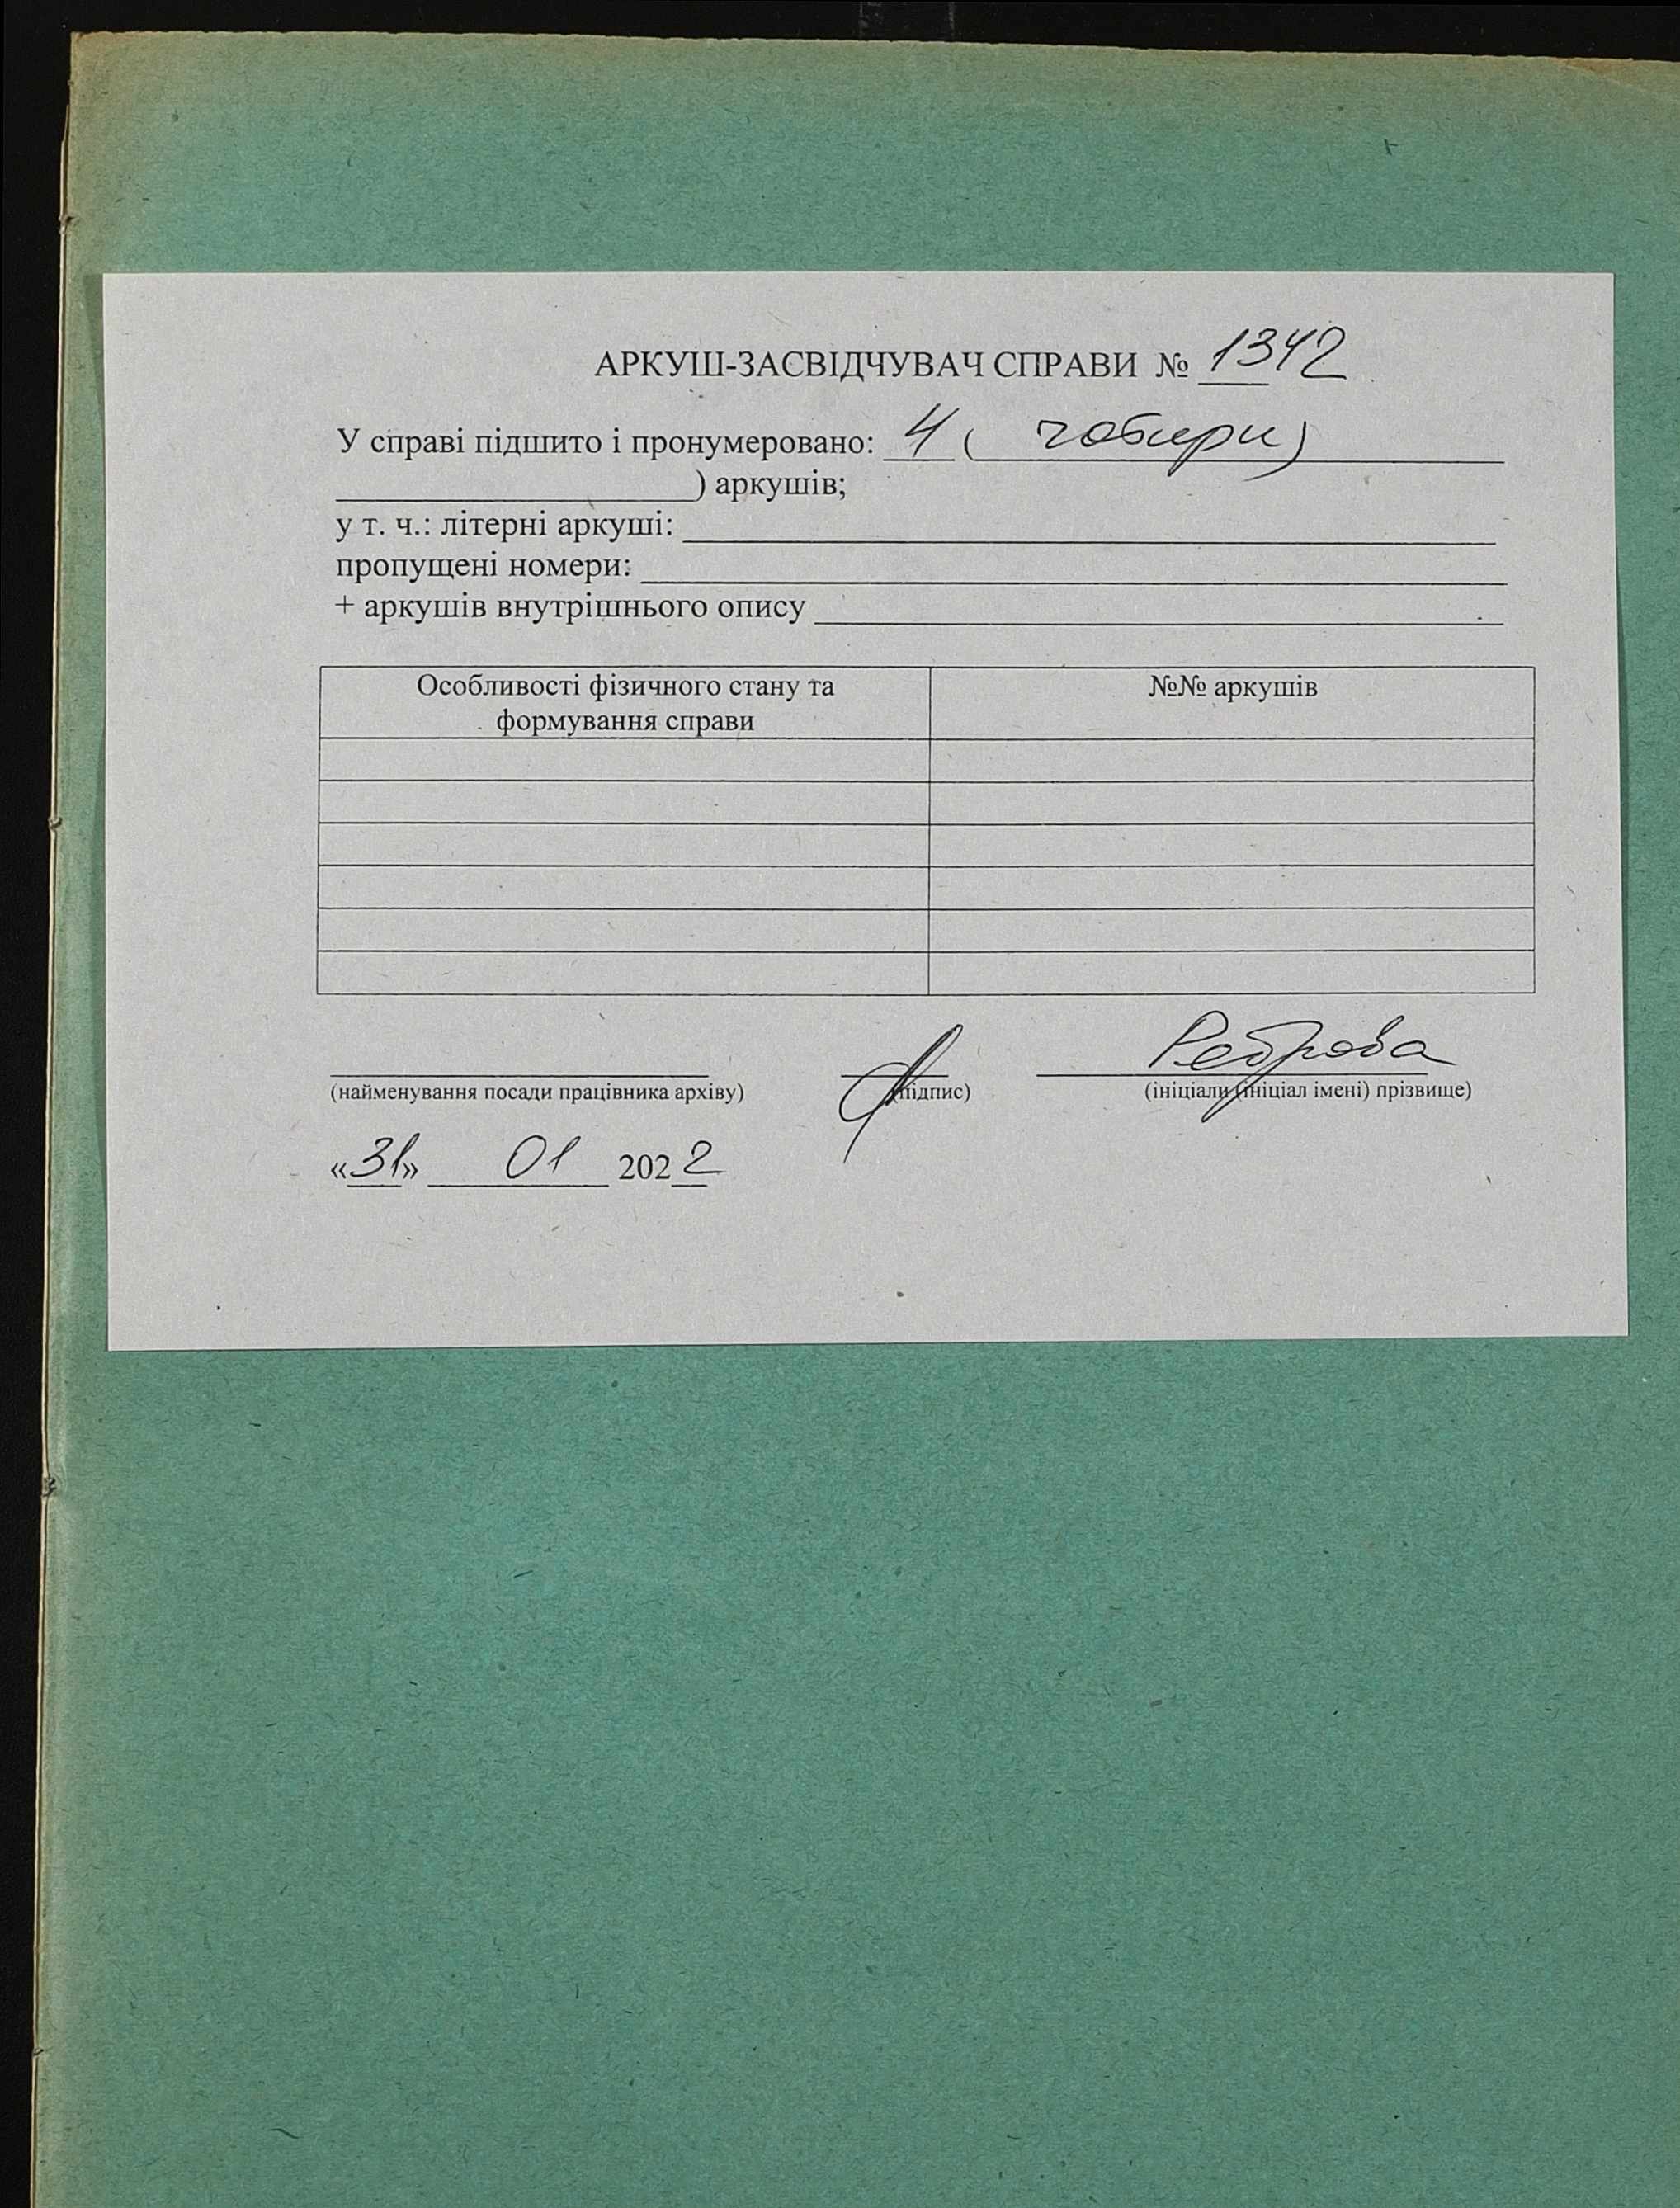 АРКУШ-ЗАСВІДЧУВАЧ СПРАВИ № 1342
У справі підшито і пронумеровано: 4 ( чотири)
) аркушів;
у т. ч.: літерні аркуші:
пропущені номери:
+ аркушів внутрішнього опису
Особливості фізичного стану та формування справи
№№ аркушів
Реброва
(найменування посади працівника архіву) (підпис) (ініціали (ініціал імені) прізвище)
«31» 01 2022